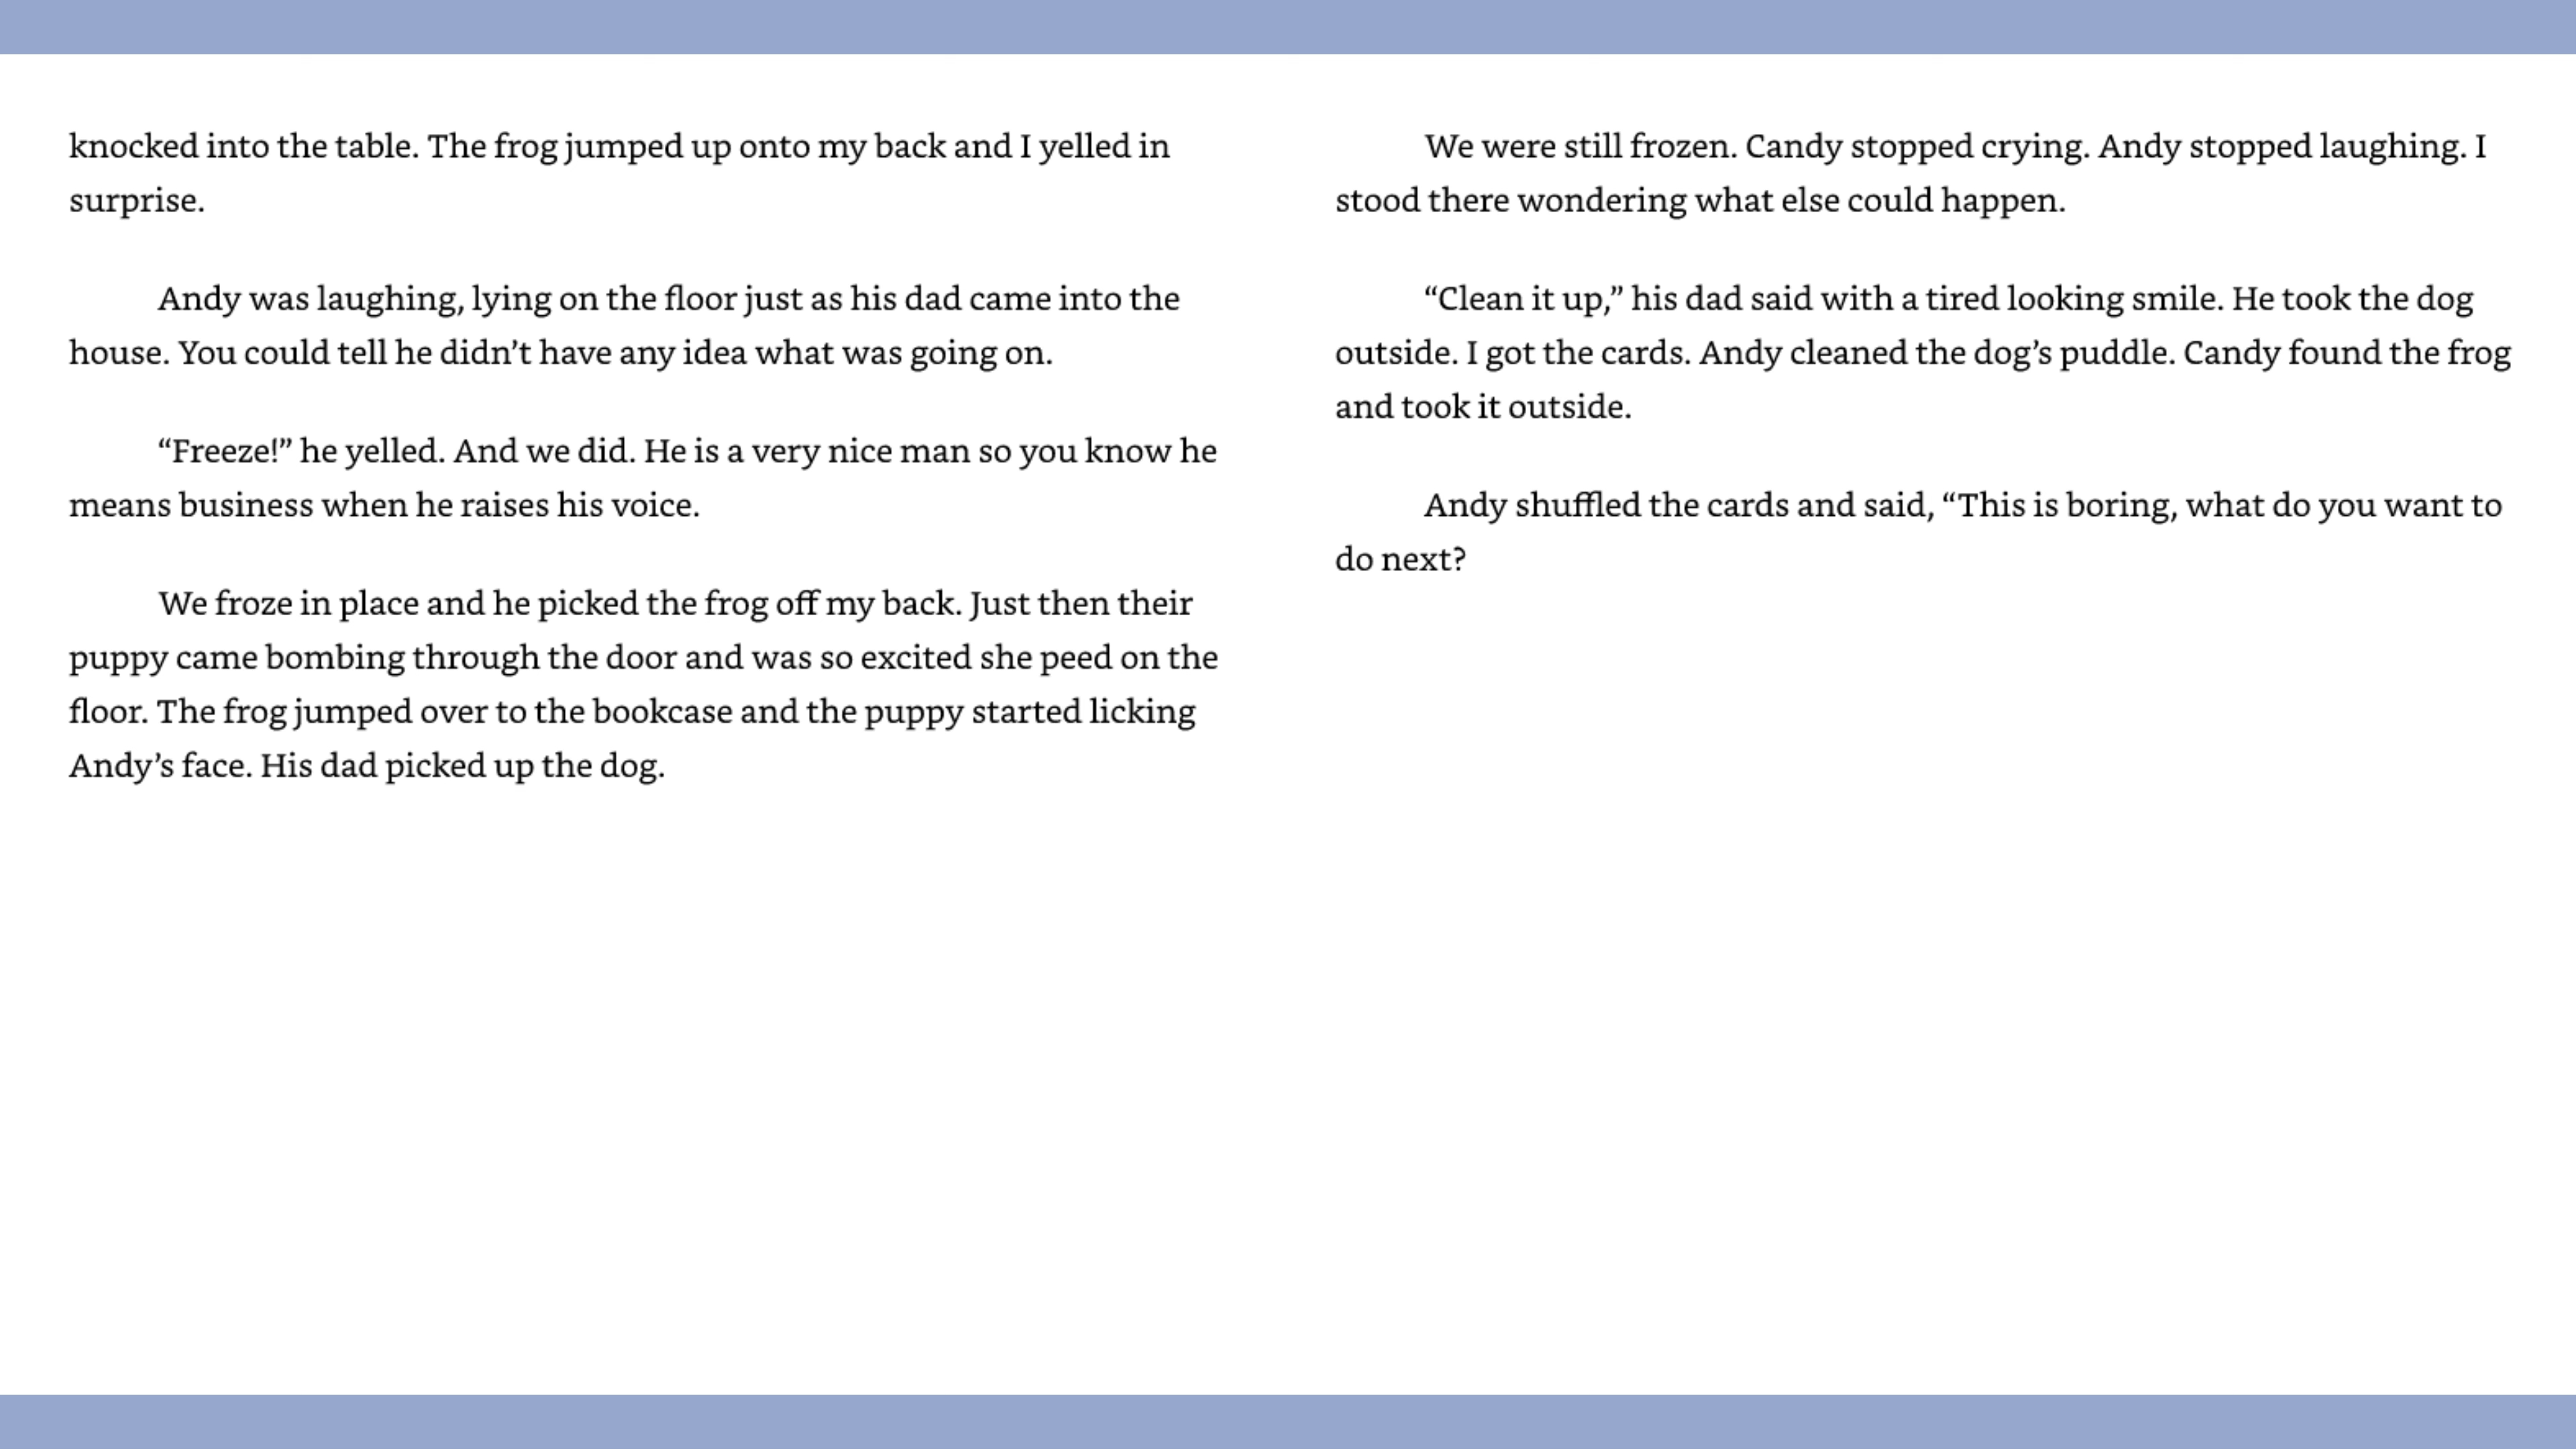 knocked into the table. The frog jumped up onto my back and I yelled in
surprise.
Andy was laughing, lying on the floor just as his dad came into the
house. You could tell he didn’t have any idea what was going on.
“Freeze!” he yelled. And we did. He is a very nice man so you know he
means business when he raises his voice.
We froze in place and he picked the frog off my back. Just then their
puppy came bombing through the door and was so excited she peed on the
floor. The frog jumped over to the bookcase and the puppy started licking
Andy’s face. His dad picked up the dog.
We were still frozen. Candy stopped crying. Andy stopped laughing. I
stood there wondering what else could happen.
“Clean it up,” his dad said with a tired looking smile. He took the dog
outside. I got the cards. Andy cleaned the dog’s puddle. Candy found the frog
and took it outside.
Andy shuffled the cards and said, “This is boring, what do you want to
do next?